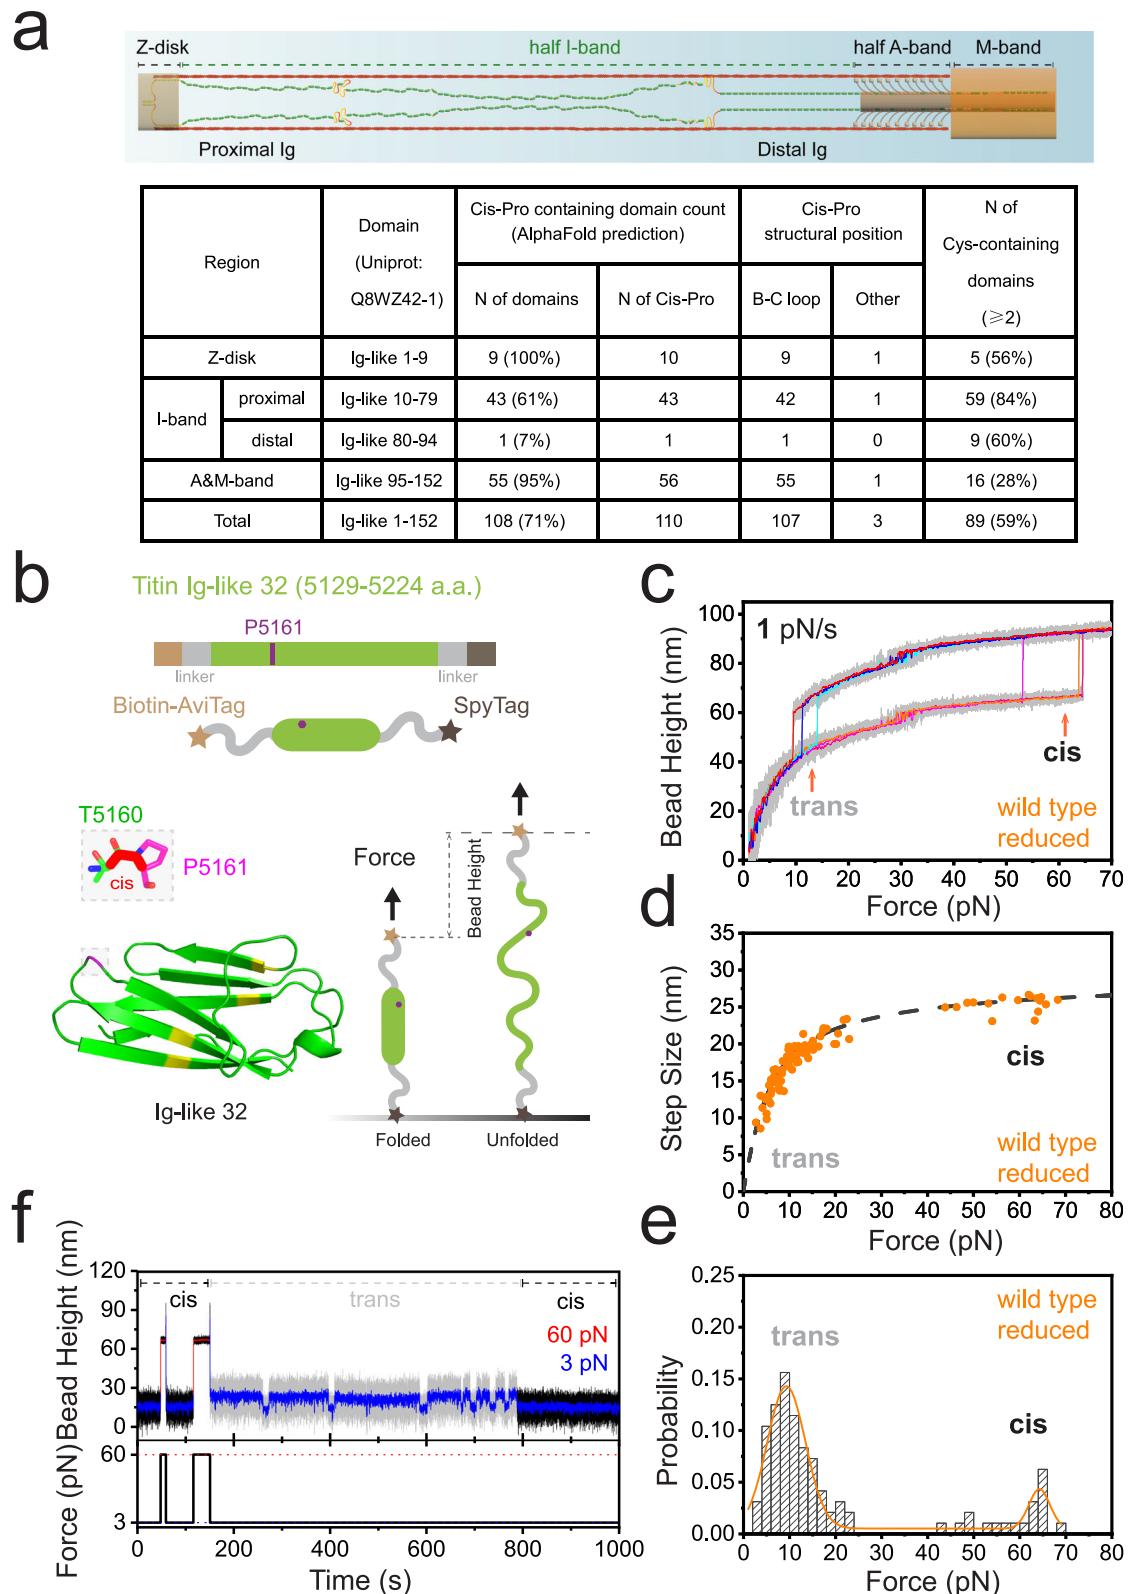 a
Z-disk half I-band half A-band M-band
Proximal Ig Distal Ig
Region
Domain
(Uniprot:
Q8WZ42-1)
Cis-Pro containing domain count
(AlphaFold prediction)
Cis-Pro
structural position
N of
Cys-containing
domains
(≥2)
N of domains N of Cis-Pro B-C loop Other
Z-disk Ig-like 1-9 9 (100%) 10 9 1 5 (56%)
I-band proximal Ig-like 10-79 43 (61%) 43 42 1 59 (84%)
distal Ig-like 80-94 1 (7%) 1 1 0 9 (60%)
A&M-band Ig-like 95-152 55 (95%) 56 55 1 16 (28%)
Total Ig-like 1-152 108 (71%) 110 107 3 89 (59%)
b
Titin Ig-like 32 (5129-5224 a.a.)
P5161
linker linker
Biotin-AviTag SpyTag
T5160
P5161
cis
Ig-like 32
Force
Bead Height
Folded Unfolded
c
1 pN/s
cis
trans
wild type
reduced
Bead Height (nm)
100
80
60
40
20
0
0 10 20 30 40 50 60 70
Force (pN)
d
Step Size (nm)
35
30
25
20
15
10
5
0
cis
trans
wild type
reduced
0 10 20 30 40 50 60 70 80
Force (pN)
e
Probability
0.25
0.20
0.15
0.10
0.05
0.00
trans
wild type
reduced
cis
0 10 20 30 40 50 60 70 80
Force (pN)
f
Bead Height (nm)
120
90
60
30
0
cis trans cis
60 pN
3 pN
Force (pN)
60
3
0 200 400 600 800 1000
Time (s)